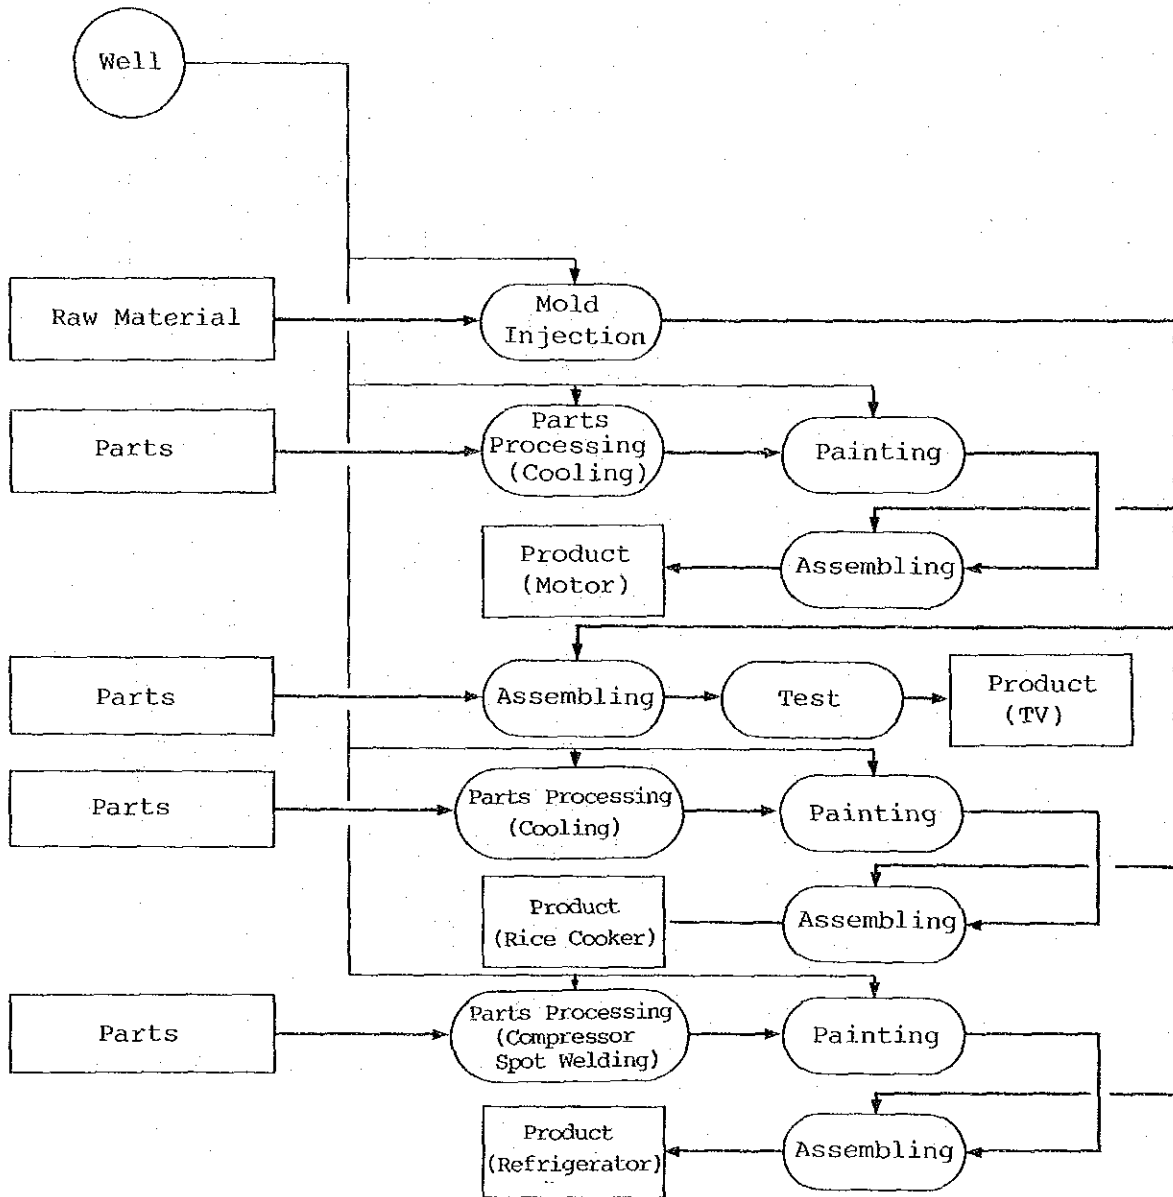 Well
Raw Material
Mold
Injection
Parts
Parts
Processing
(Cooling)
Painting
Product
(Motor)
Assembling
Parts
Assembling
Test
Product
(TV)
Parts
Parts Processing
(Cooling)
Painting
Product
(Rice Cooker)
Assembling
Parts
Parts Processing
(Compressor
Spot Welding)
Painting
Product
(Refrigerator)
Assembling